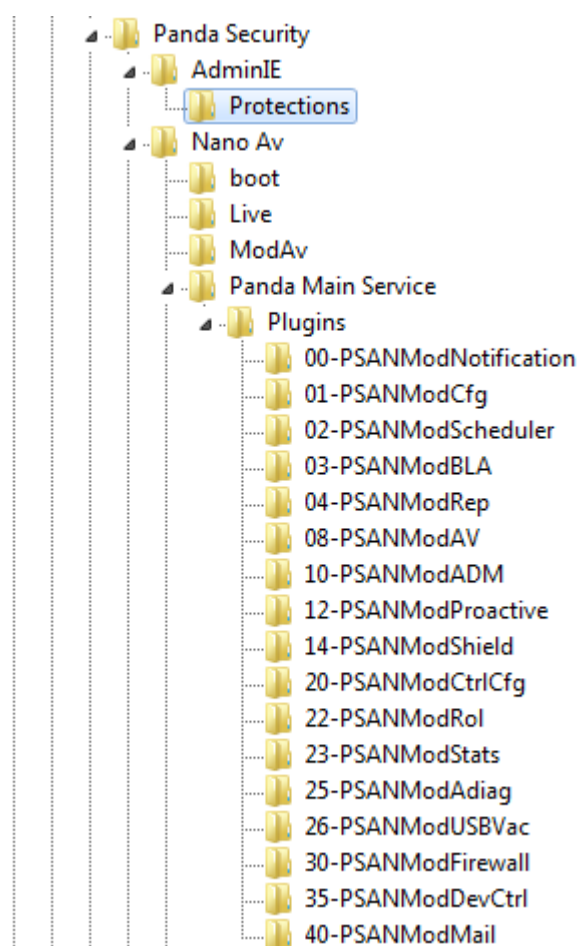 Panda Security
AdminIE
Protections
Nano Av
boot
Live
ModAv
Panda Main Service
Plugins
00-PSANModNotification
01-PSANModCfg
02-PSANModScheduler
03-PSANModBLA
04-PSANModRep
08-PSANModAV
10-PSANModADM
12-PSANModProactive
14-PSANModShield
20-PSANModCtrlCfg
22-PSANModRol
23-PSANModStats
25-PSANModAdiag
26-PSANModUSBVac
30-PSANModFirewall
35-PSANModDevCtrl
40-PSANModMail